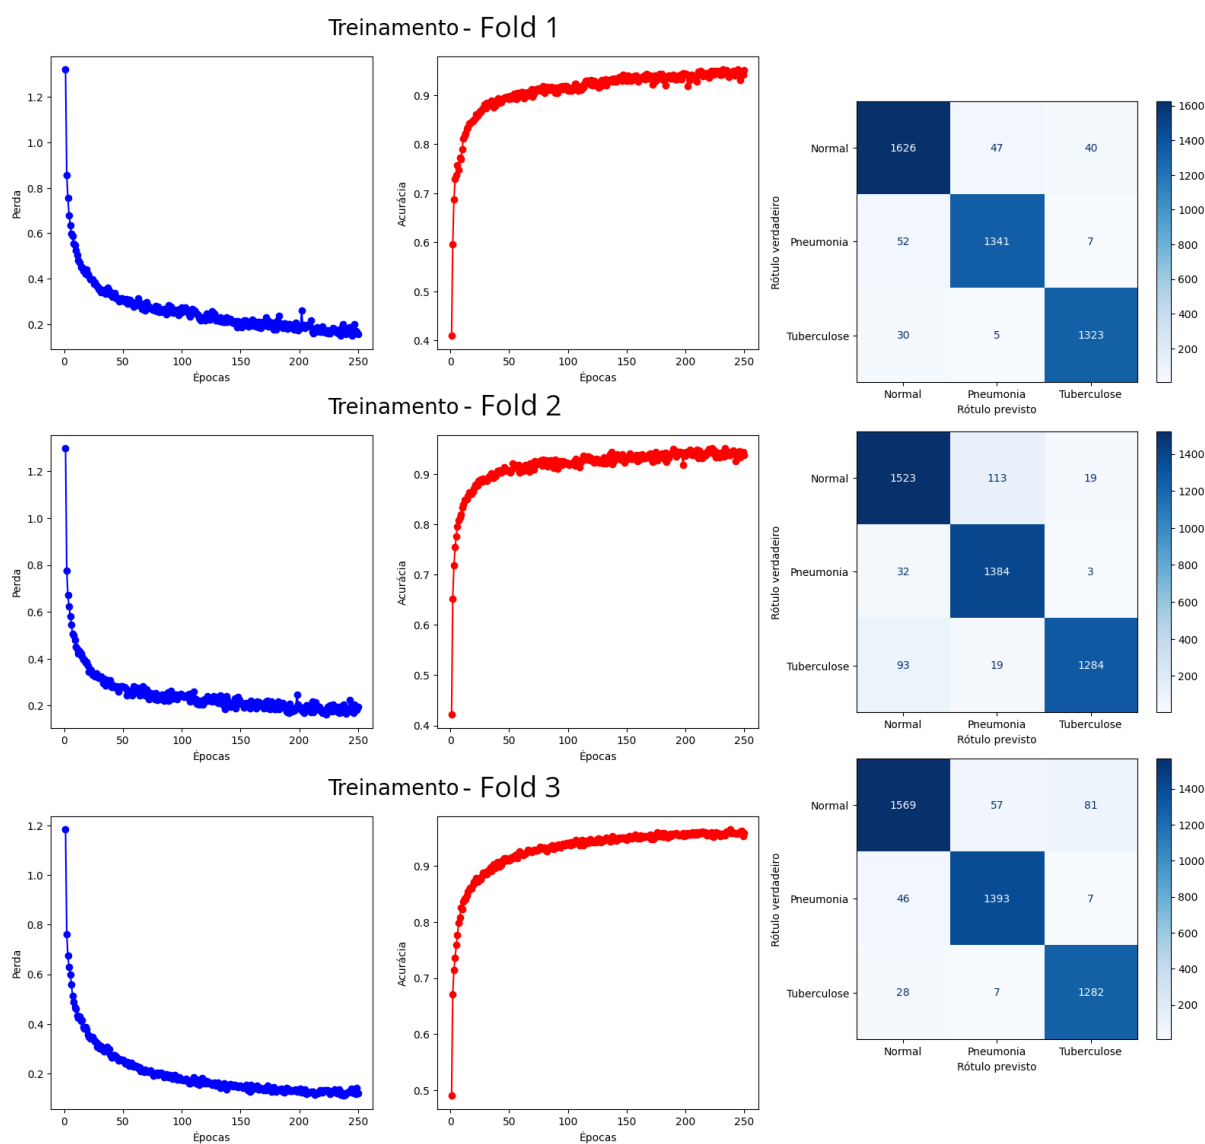 Treinamento - Fold 1
1.2
1.0
0.8
0.6
0.4
0.2
Perda
0 50 100 150 200 250
Épocas
0.9
0.8
0.7
0.6
0.5
0.4
Acurácia
0 50 100 150 200 250
Épocas
Rótulo verdadeiro
Normal 1626 47 40
Pneumonia 52 1341 7
Tuberculose 30 5 1323
Normal Pneumonia Tuberculose
Rótulo previsto
1600
1400
1200
1000
800
600
400
200
Treinamento - Fold 2
1.2
1.0
0.8
0.6
0.4
0.2
Perda
0 50 100 150 200 250
Épocas
0.9
0.8
0.7
0.6
0.5
0.4
Acurácia
0 50 100 150 200 250
Épocas
Rótulo verdadeiro
Normal 1523 113 19
Pneumonia 32 1384 3
Tuberculose 93 19 1284
Normal Pneumonia Tuberculose
Rótulo previsto
1400
1200
1000
800
600
400
200
Treinamento - Fold 3
1.2
1.0
0.8
0.6
0.4
0.2
Perda
0 50 100 150 200 250
Épocas
0.9
0.8
0.7
0.6
0.5
Acurácia
0 50 100 150 200 250
Épocas
Rótulo verdadeiro
Normal 1569 57 81
Pneumonia 46 1393 7
Tuberculose 28 7 1282
Normal Pneumonia Tuberculose
Rótulo previsto
1400
1200
1000
800
600
400
200